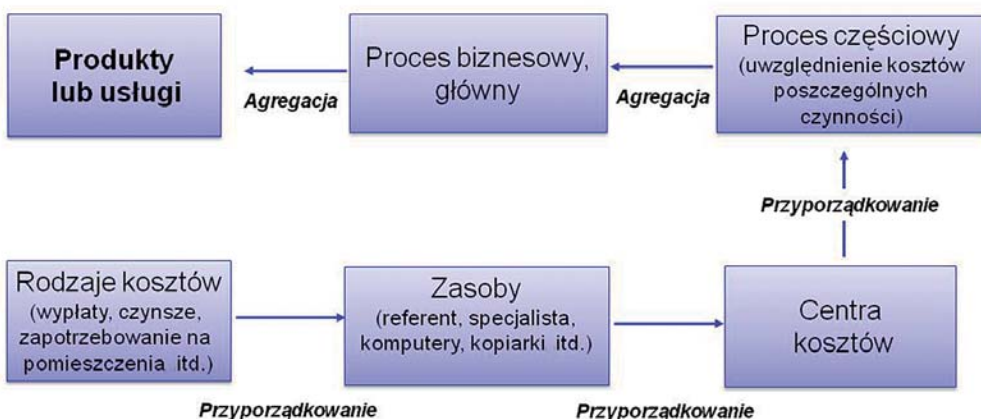 Produkty
lub usługi
Agregacja
Proces biznesowy,
główny
Agregacja
Proces częściowy
(uwzględnienie kosztów
poszczególnych
czynności)
Przyporządkowanie
Rodzaje kosztów
(wypłaty, czynsze,
zapotrzebowanie na
pomieszczenia itd.)
Przyporządkowanie
Zasoby
(referent, specjalista,
komputery, kopiarki itd.)
Przyporządkowanie
Centra
kosztów